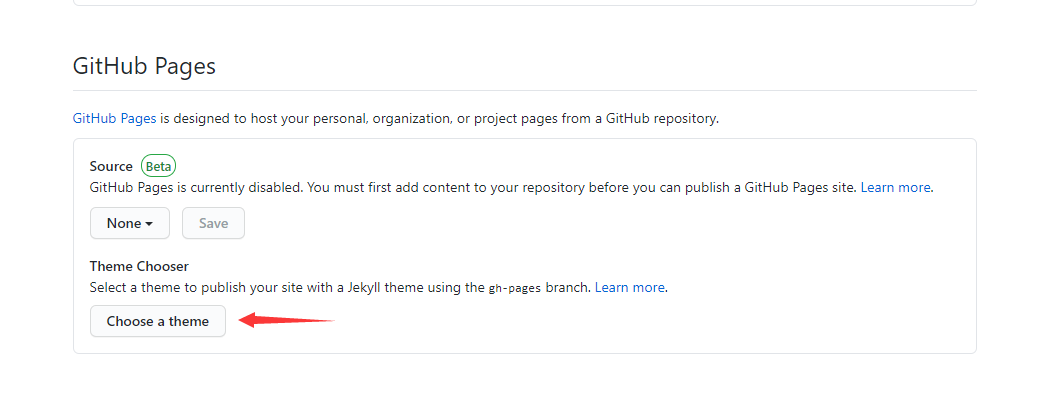 GitHub Pages
GitHub Pages is designed to host your personal, organization, or project pages from a GitHub repository.
Source Beta
GitHub Pages is currently disabled. You must first add content to your repository before you can publish a GitHub Pages site. Learn more.
None Save
Theme Chooser
Select a theme to publish your site with a Jekyll theme using the gh-pages branch. Learn more.
Choose a theme